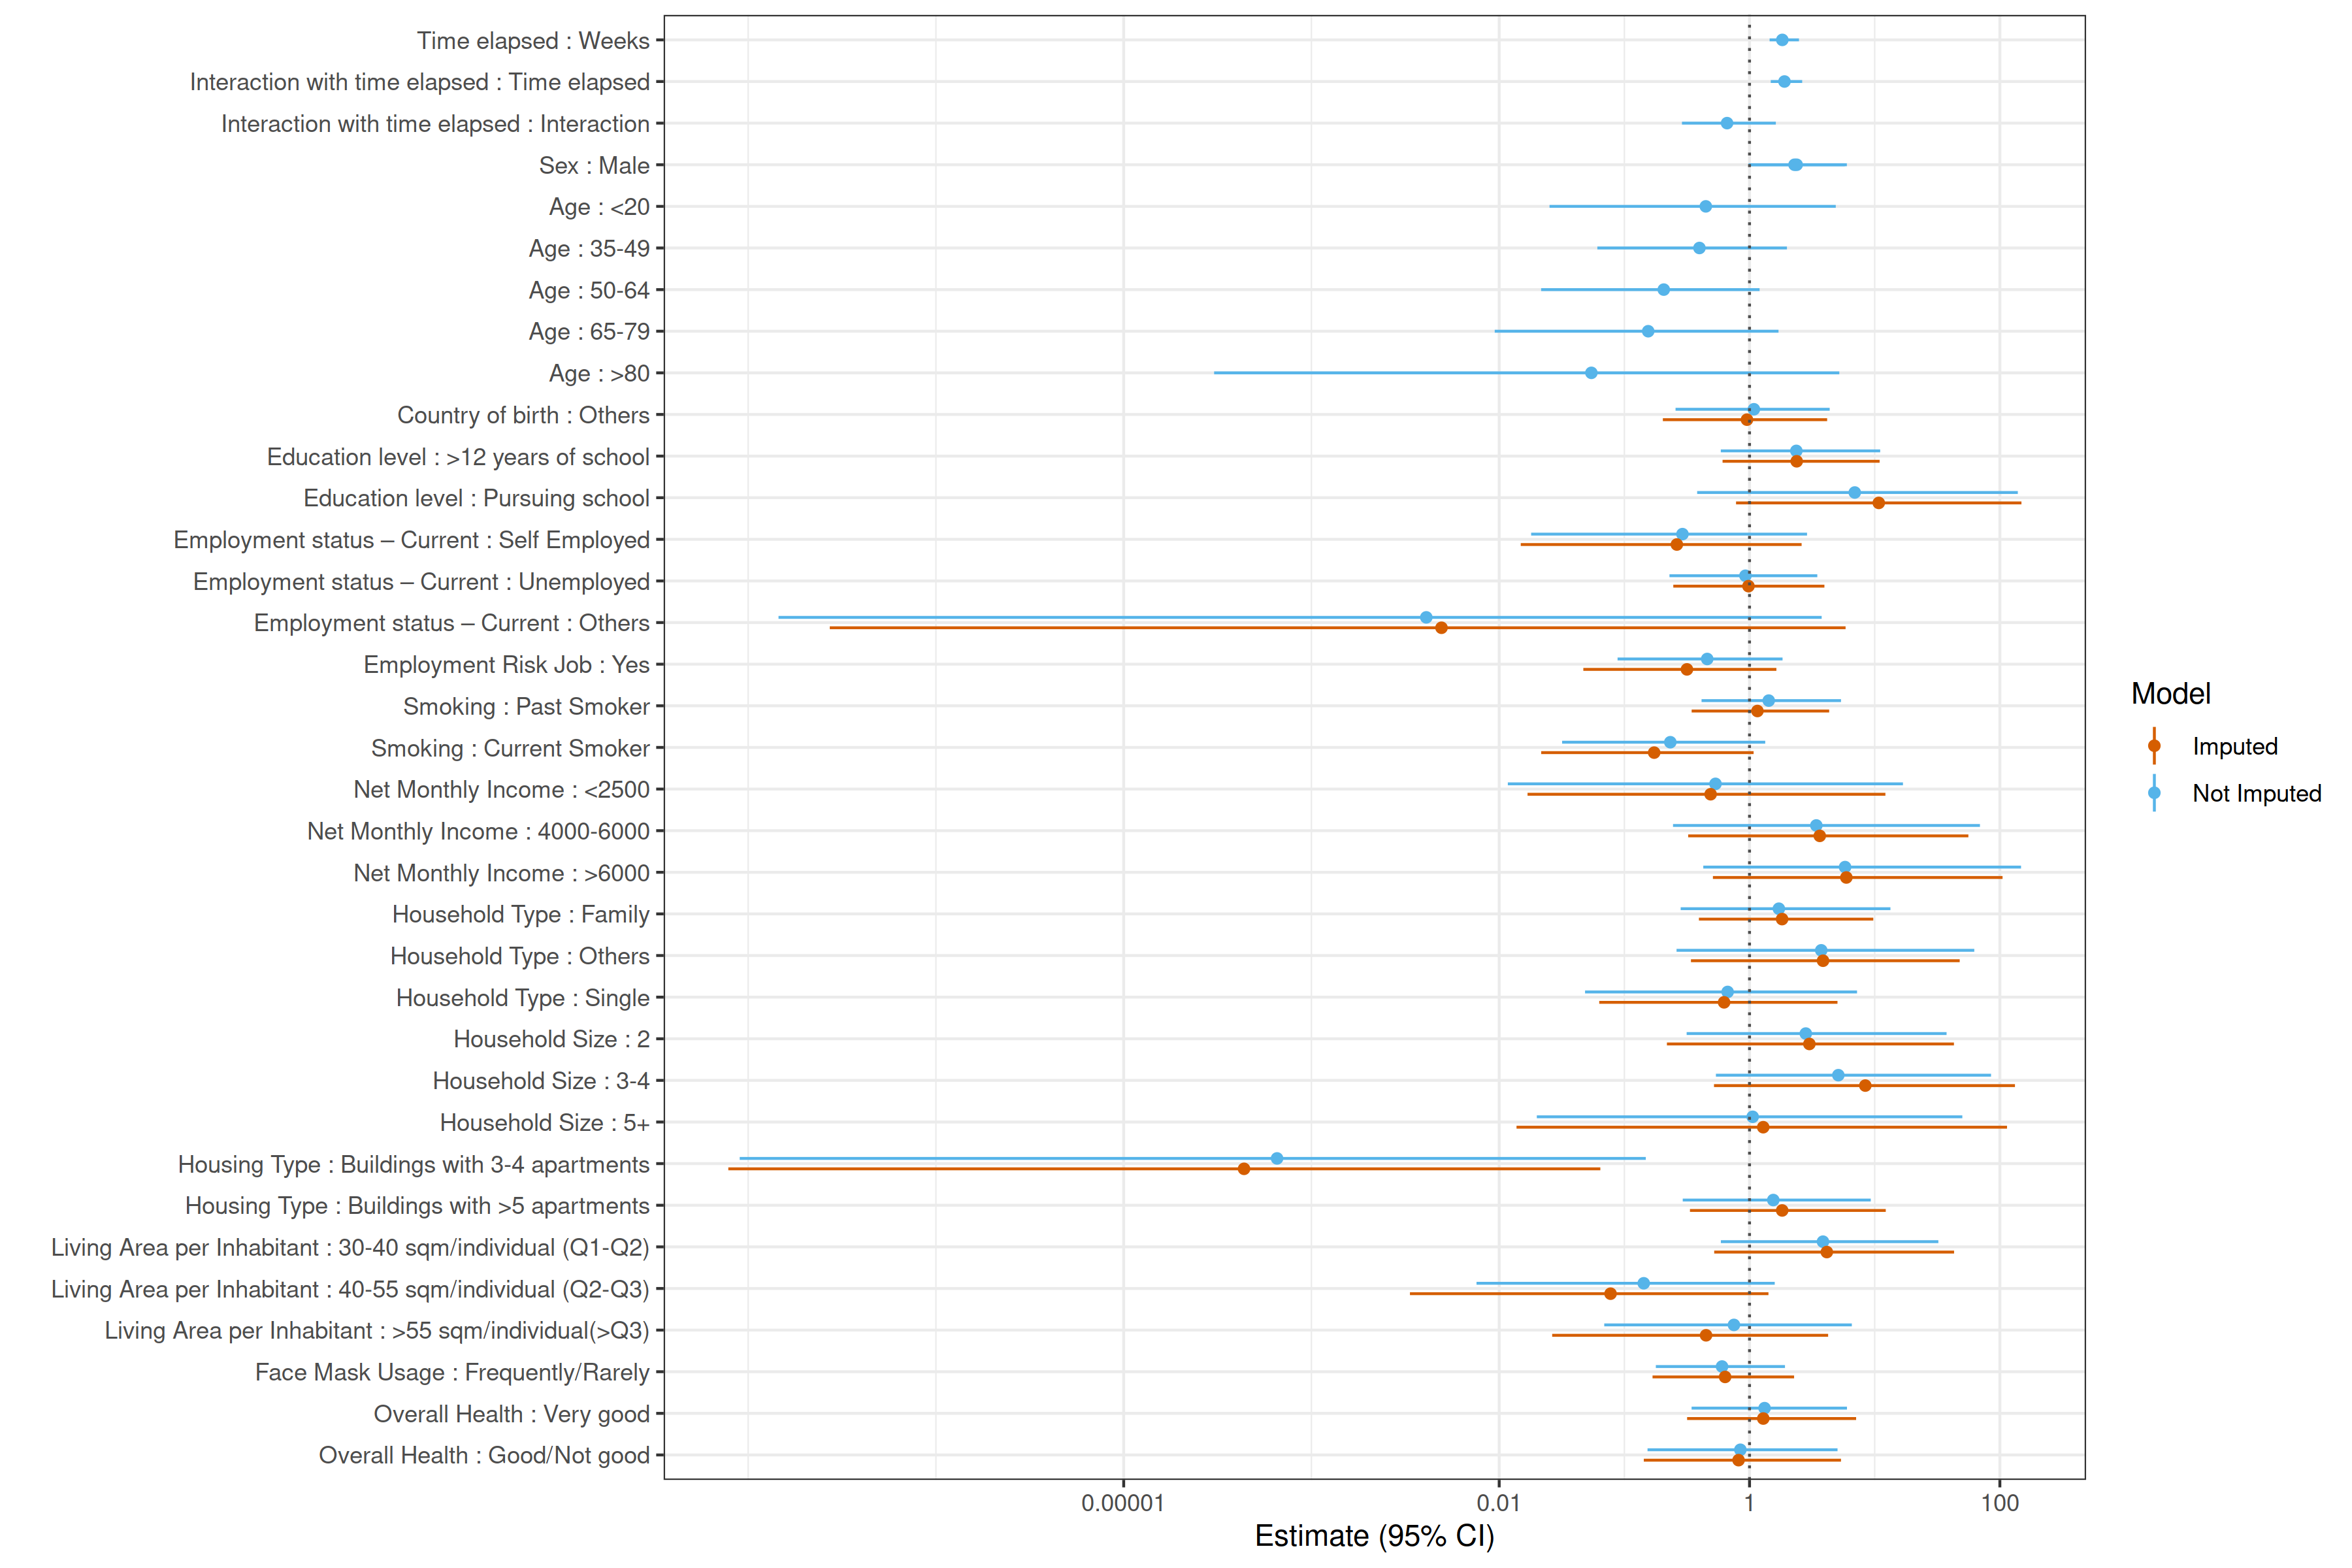 Time elapsed : Weeks
Interaction with time elapsed : Time elapsed
Interaction with time elapsed : Interaction
Sex : Male
Age : <20
Age : 35-49
Age : 50-64
Age : 65-79
Age : >80
Country of birth : Others
Education level : >12 years of school
Education level : Pursuing school
Employment status – Current : Self Employed
Employment status – Current : Unemployed
Employment status – Current : Others
Employment Risk Job : Yes
Smoking : Past Smoker
Smoking : Current Smoker
Net Monthly Income : <2500
Net Monthly Income : 4000-6000
Net Monthly Income : >6000
Household Type : Family
Household Type : Others
Household Type : Single
Household Size : 2
Household Size : 3-4
Household Size : 5+
Housing Type : Buildings with 3-4 apartments
Housing Type : Buildings with >5 apartments
Living Area per Inhabitant : 30-40 sqm/individual (Q1-Q2)
Living Area per Inhabitant : 40-55 sqm/individual (Q2-Q3)
Living Area per Inhabitant : >55 sqm/individual(>Q3)
Face Mask Usage : Frequently/Rarely
Overall Health : Very good
Overall Health : Good/Not good
0.00001 0.01 1 100
Estimate (95% CI)
Model
Imputed
Not Imputed